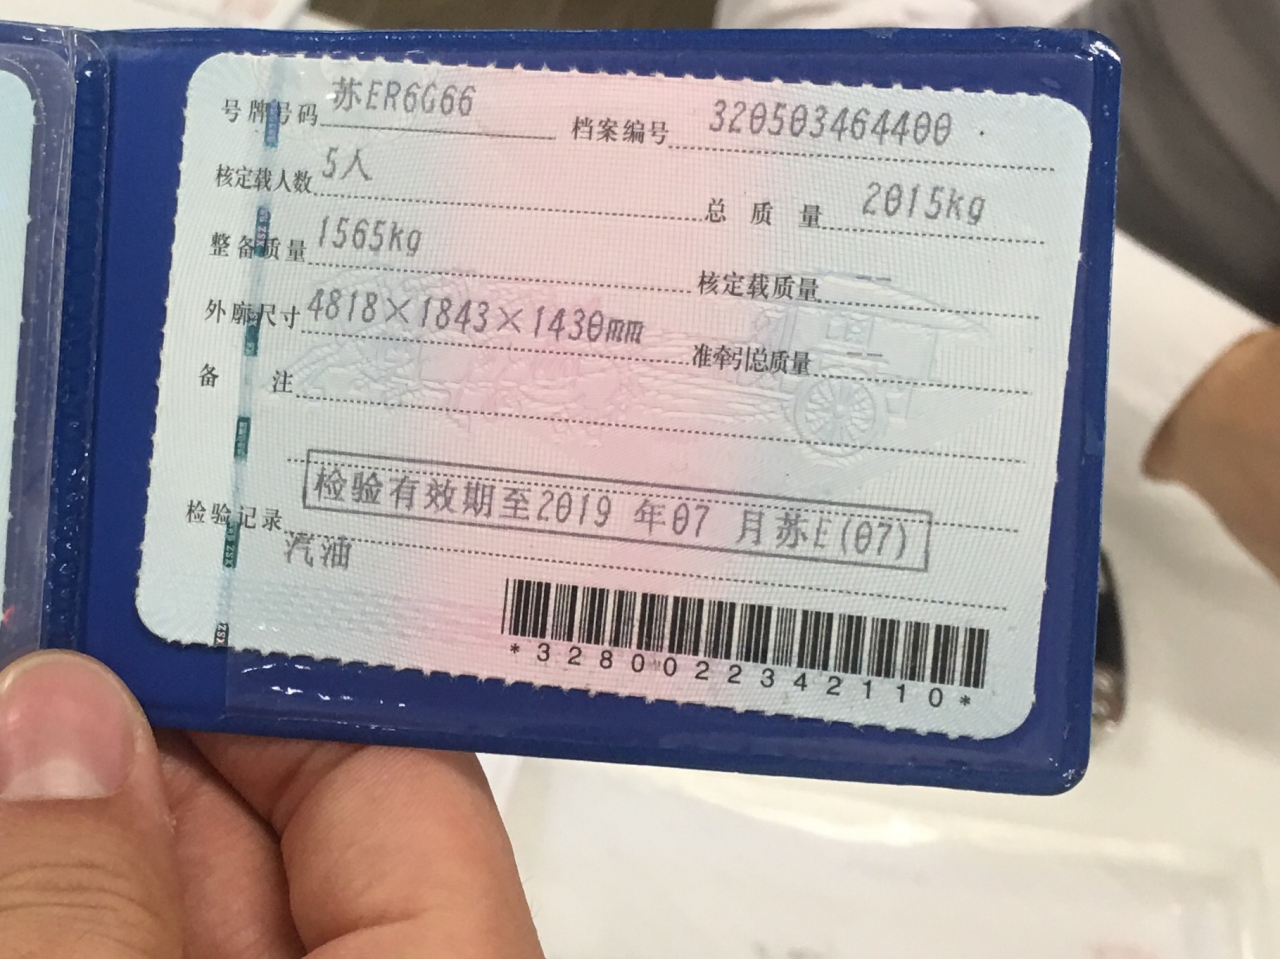 号牌号码 苏ER6G66 档案编号 320503464400
核定载人数 5人 总质量 2015kg
整备质量 1565kg 核定载质量 --
外廓尺寸 4818×1843×1430mm 准牵引总质量 --
备注
检验有效期至2019年07月苏E(07)
检验记录
汽油
*3280022342110*